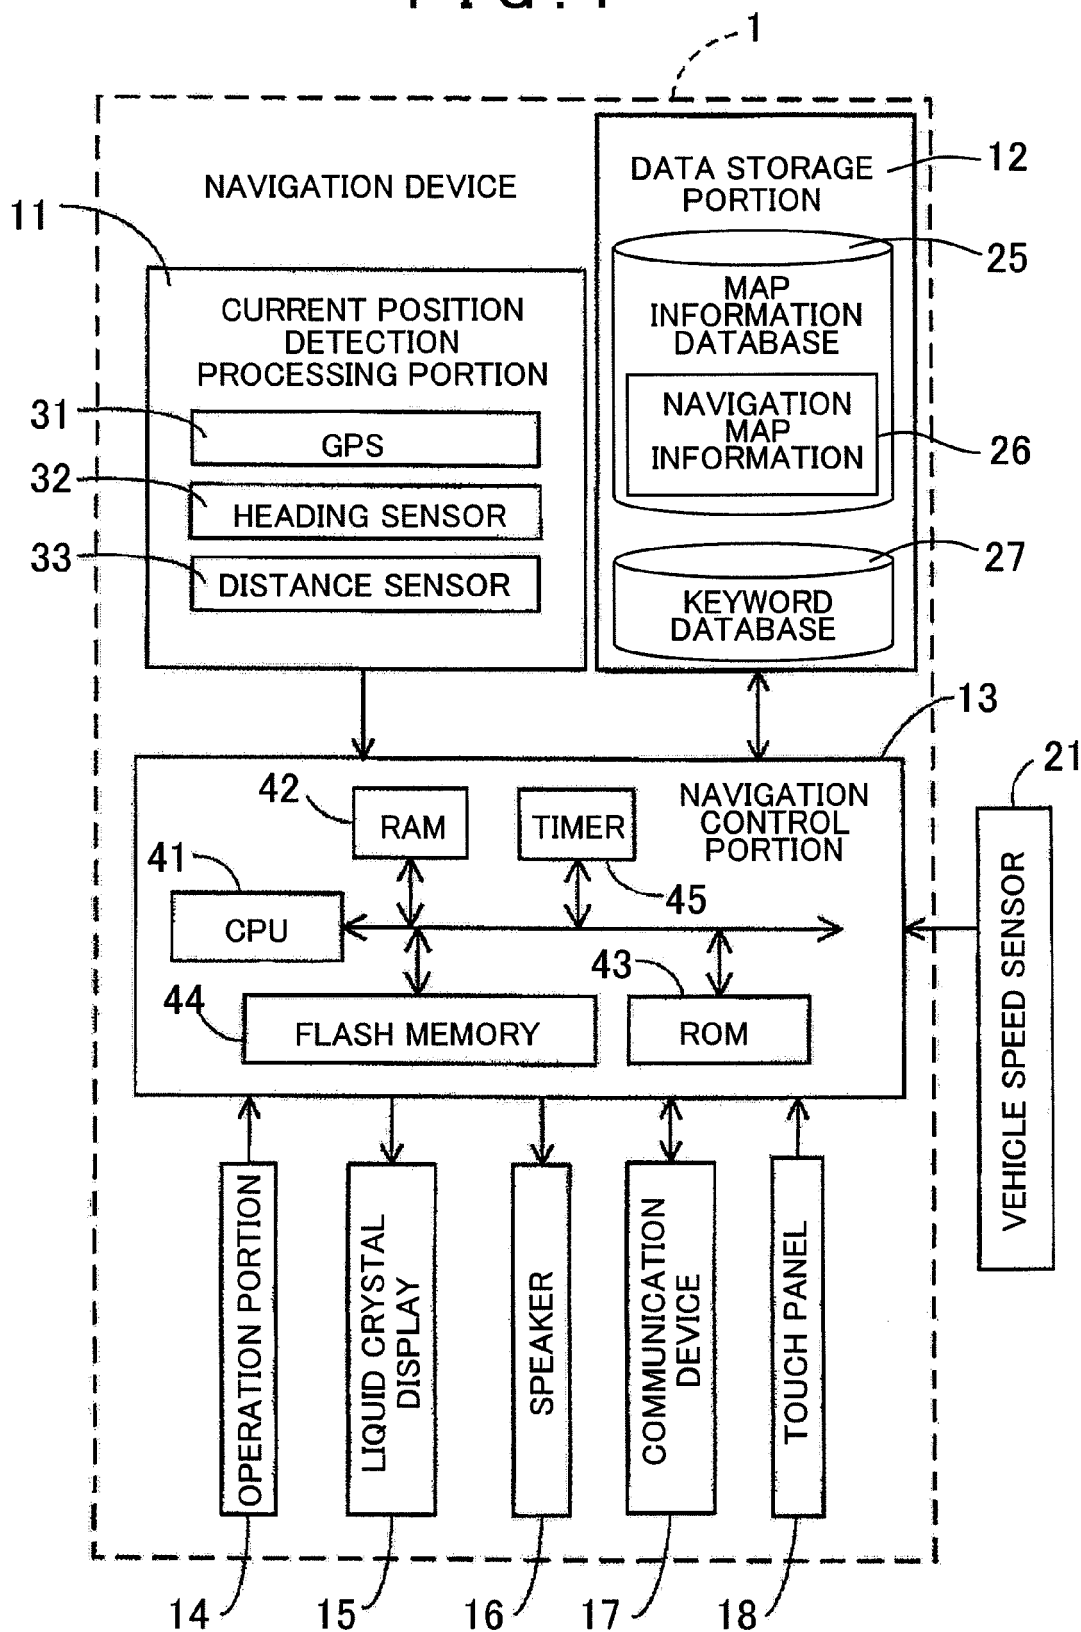 FIG.1
1
NAVIGATION DEVICE
11
CURRENT POSITION
DETECTION
PROCESSING PORTION
31
GPS
32
HEADING SENSOR
33
DISTANCE SENSOR
DATA STORAGE
PORTION
12
25
MAP
INFORMATION
DATABASE
NAVIGATION
MAP
INFORMATION
26
27
KEYWORD
DATABASE
13
NAVIGATION
CONTROL
PORTION
42
RAM
TIMER
45
41
CPU
43
44
FLASH MEMORY
ROM
21
VEHICLE SPEED SENSOR
OPERATION PORTION
LIQUID CRYSTAL
DISPLAY
SPEAKER
COMMUNICATION
DEVICE
TOUCH PANEL
14
15
16
17
18